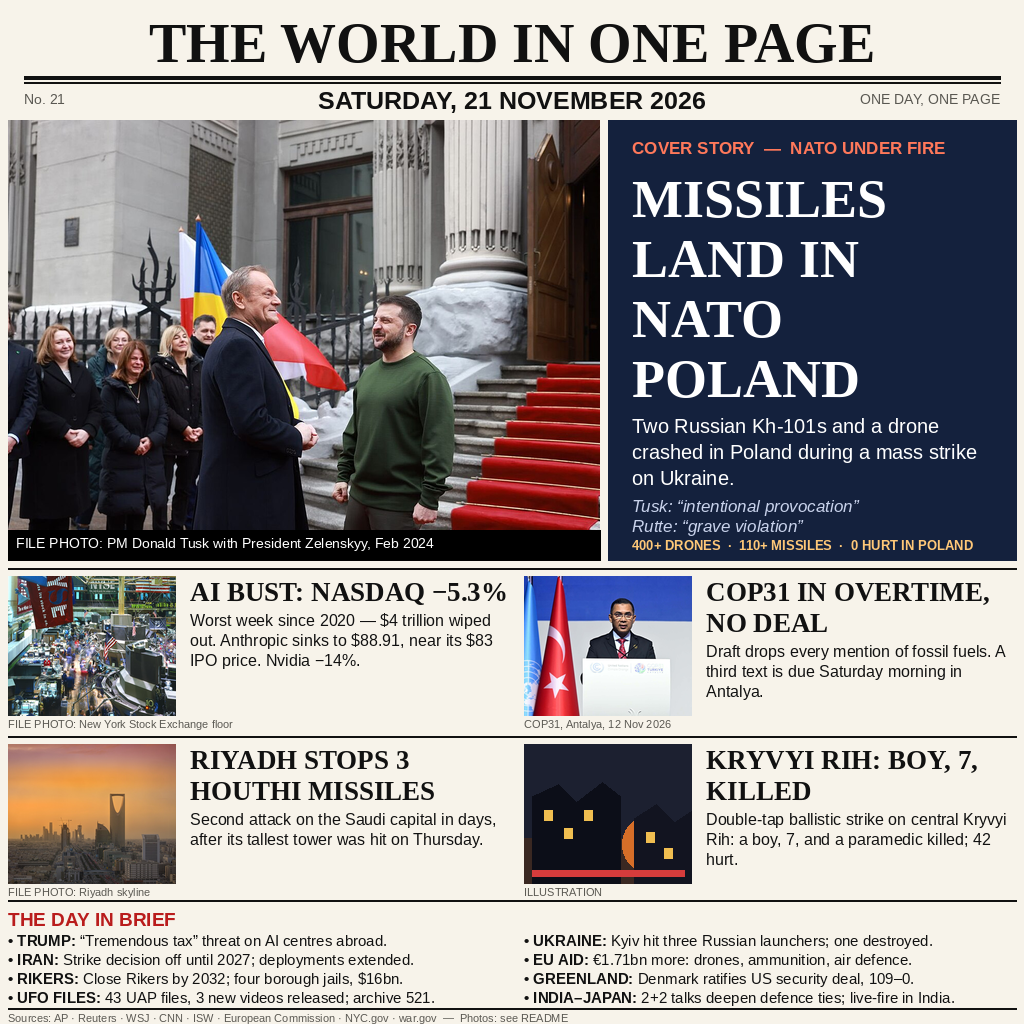 THE WORLD IN ONE PAGE
No. 21
SATURDAY, 21 NOVEMBER 2026
ONE DAY, ONE PAGE
FILE PHOTO: PM Donald Tusk with President Zelenskyy, Feb 2024
COVER STORY — NATO UNDER FIRE
MISSILES
LAND IN
NATO
POLAND
Two Russian Kh-101s and a drone
crashed in Poland during a mass strike
on Ukraine.
Tusk: “intentional provocation”
Rutte: “grave violation”
400+ DRONES · 110+ MISSILES · 0 HURT IN POLAND
AI BUST: NASDAQ −5.3%
Worst week since 2020 — $4 trillion wiped
out. Anthropic sinks to $88.91, near its $83
IPO price. Nvidia −14%.
FILE PHOTO: New York Stock Exchange floor
COP31 IN OVERTIME,
NO DEAL
Draft drops every mention of fossil fuels. A
third text is due Saturday morning in
Antalya.
COP31, Antalya, 12 Nov 2026
RIYADH STOPS 3
HOUTHI MISSILES
Second attack on the Saudi capital in days,
after its tallest tower was hit on Thursday.
FILE PHOTO: Riyadh skyline
KRYVYI RIH: BOY, 7,
KILLED
Double-tap ballistic strike on central Kryvyi
Rih: a boy, 7, and a paramedic killed; 42
hurt.
ILLUSTRATION
THE DAY IN BRIEF
• TRUMP: “Tremendous tax” threat on AI centres abroad.
• IRAN: Strike decision off until 2027; deployments extended.
• RIKERS: Close Rikers by 2032; four borough jails, $16bn.
• UFO FILES: 43 UAP files, 3 new videos released; archive 521.
• UKRAINE: Kyiv hit three Russian launchers; one destroyed.
• EU AID: €1.71bn more: drones, ammunition, air defence.
• GREENLAND: Denmark ratifies US security deal, 109–0.
• INDIA–JAPAN: 2+2 talks deepen defence ties; live-fire in India.
Sources: AP · Reuters · WSJ · CNN · ISW · European Commission · NYC.gov · war.gov — Photos: see README